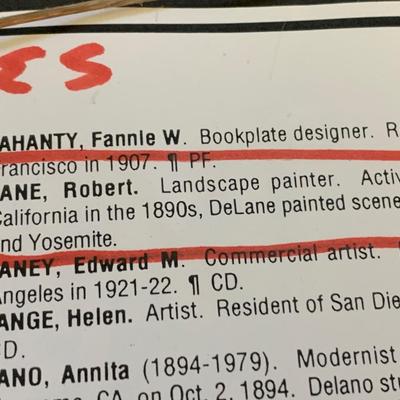 ES
AHANTY, Fannie W. Bookplate designer. R
rancisco in 1907. ¶ PF.
ANE, Robert. Landscape painter. Activ
California in the 1890s, DeLane painted scene
nd Yosemite.
ANEY, Edward M. Commercial artist.
Angeles in 1921-22. ¶ CD.
ANGE, Helen. Artist. Resident of San Die
CD.
ANO, Annita (1894-1979). Modernist
CA, on Oct. 2, 1894. Delano stu